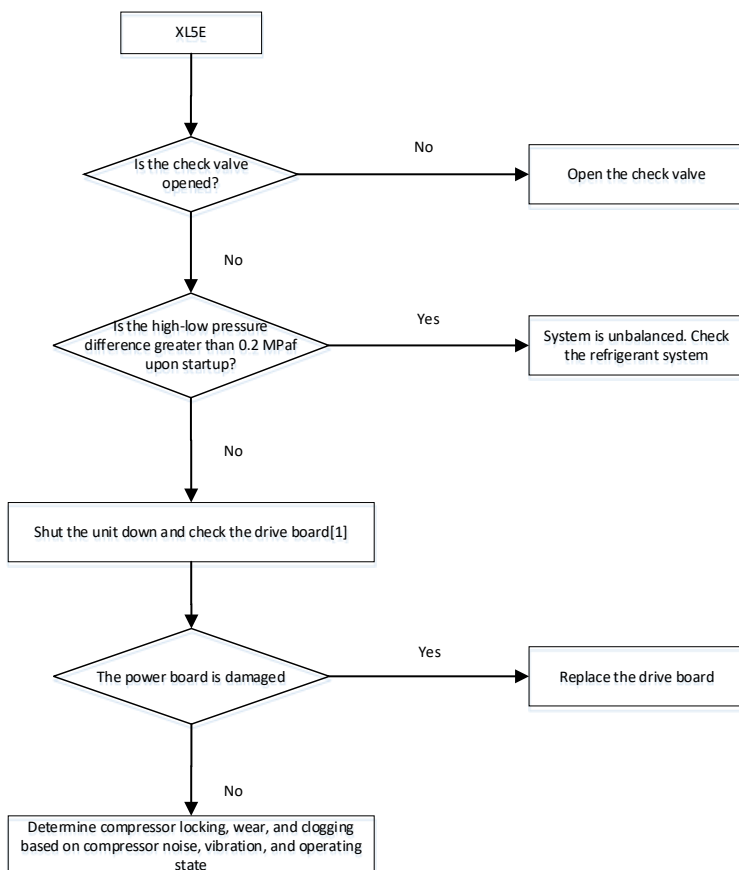 XL5E
Is the check valve
opened?
No
Open the check valve
No
Is the high-low pressure
difference greater than 0.2 MPaf
upon startup?
Yes
System is unbalanced. Check
the refrigerant system
No
Shut the unit down and check the drive board[1]
The power board is damaged
Yes
Replace the drive board
No
Determine compressor locking, wear, and clogging
based on compressor noise, vibration, and operating
state